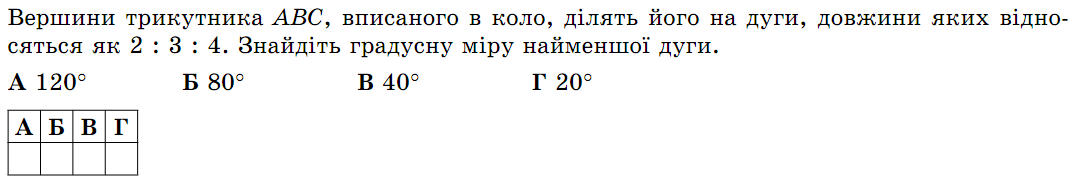 Вершини трикутника ABC, вписаного в коло, ділять його на дуги, довжини яких відно-
сяться як 2 : 3 : 4. Знайдіть градусну міру найменшої дуги.
А 120° Б 80° В 40° Г 20°
А Б В Г